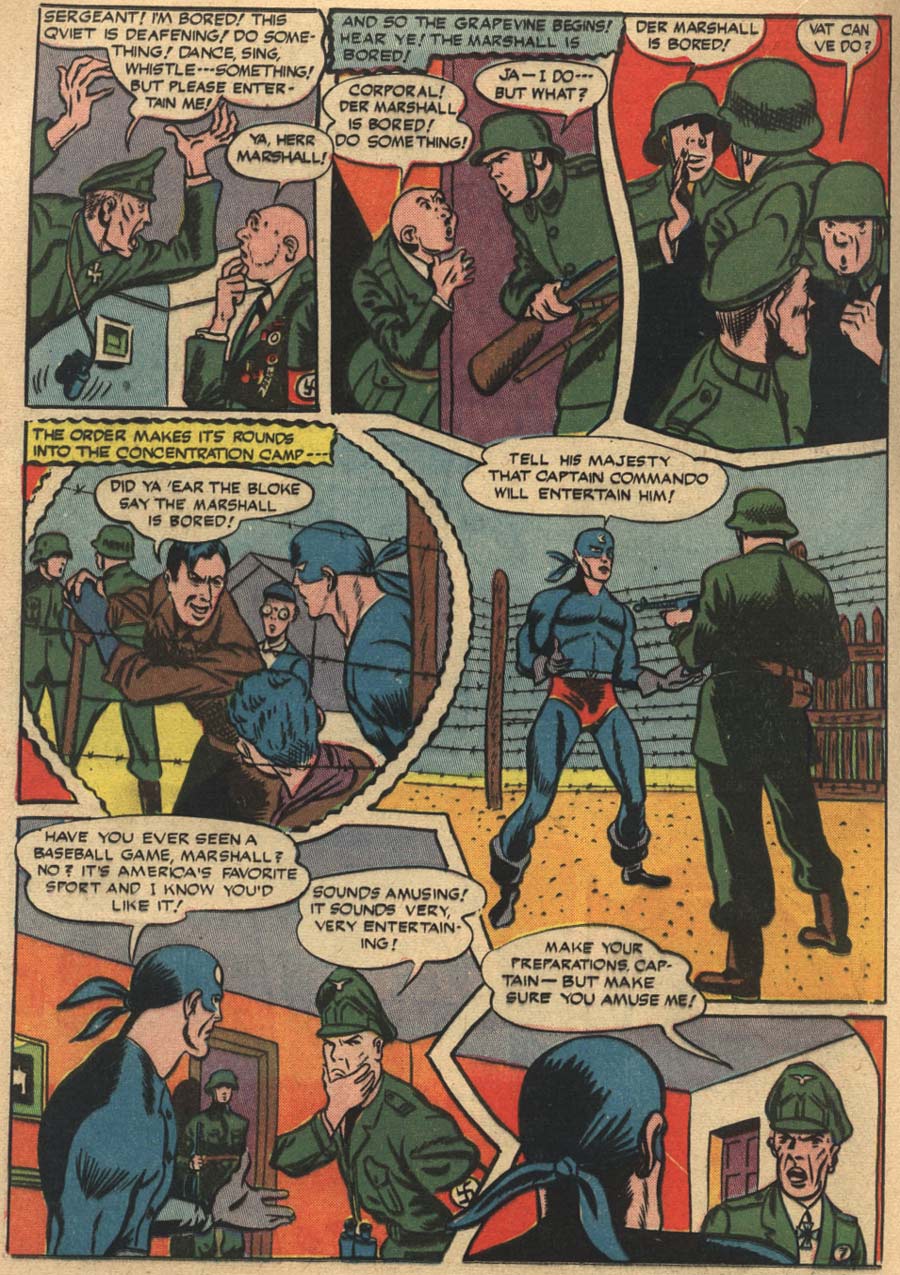 SERGEANT! I'M BORED! THIS
QVIET IS DEAFENING! DO SOME-
THING! DANCE, SING,
WHISTLE---SOMETHING!
BUT PLEASE ENTER-
TAIN ME!
YA, HERR
MARSHALL!
AND SO THE GRAPEVINE BEGINS!
HEAR YE! THE MARSHALL IS
BORED!
CORPORAL!
DER MARSHALL
IS BORED!
DO SOMETHING!
JA—I DO---
BUT WHAT?
DER MARSHALL
IS BORED!
VAT CAN
VE DO?
THE ORDER MAKES ITS ROUNDS
INTO THE CONCENTRATION CAMP---
DID YA 'EAR THE BLOKE
SAY THE MARSHALL
IS BORED!
TELL HIS MAJESTY
THAT CAPTAIN COMMANDO
WILL ENTERTAIN HIM!
HAVE YOU EVER SEEN A
BASEBALL GAME, MARSHALL?
NO? IT'S AMERICA'S FAVORITE
SPORT AND I KNOW YOU'D
LIKE IT!
SOUNDS AMUSING!
IT SOUNDS VERY,
VERY ENTERTAIN-
ING!
MAKE YOUR
PREPARATIONS, CAP-
TAIN—BUT MAKE
SURE YOU AMUSE ME!
7